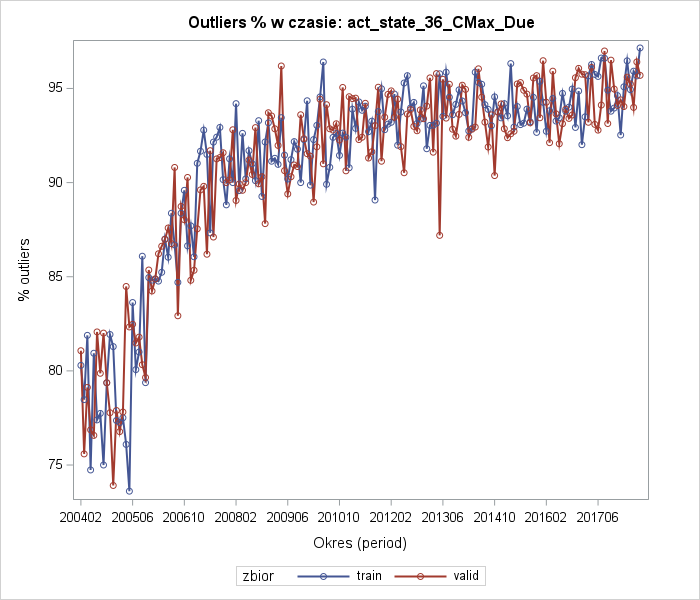 Outliers % w czasie: act_state_36_CMax_Due
% outliers
95
90
85
80
75
200402 200506 200610 200802 200906 201010 201202 201306 201410 201602 201706
Okres (period)
zbior train valid